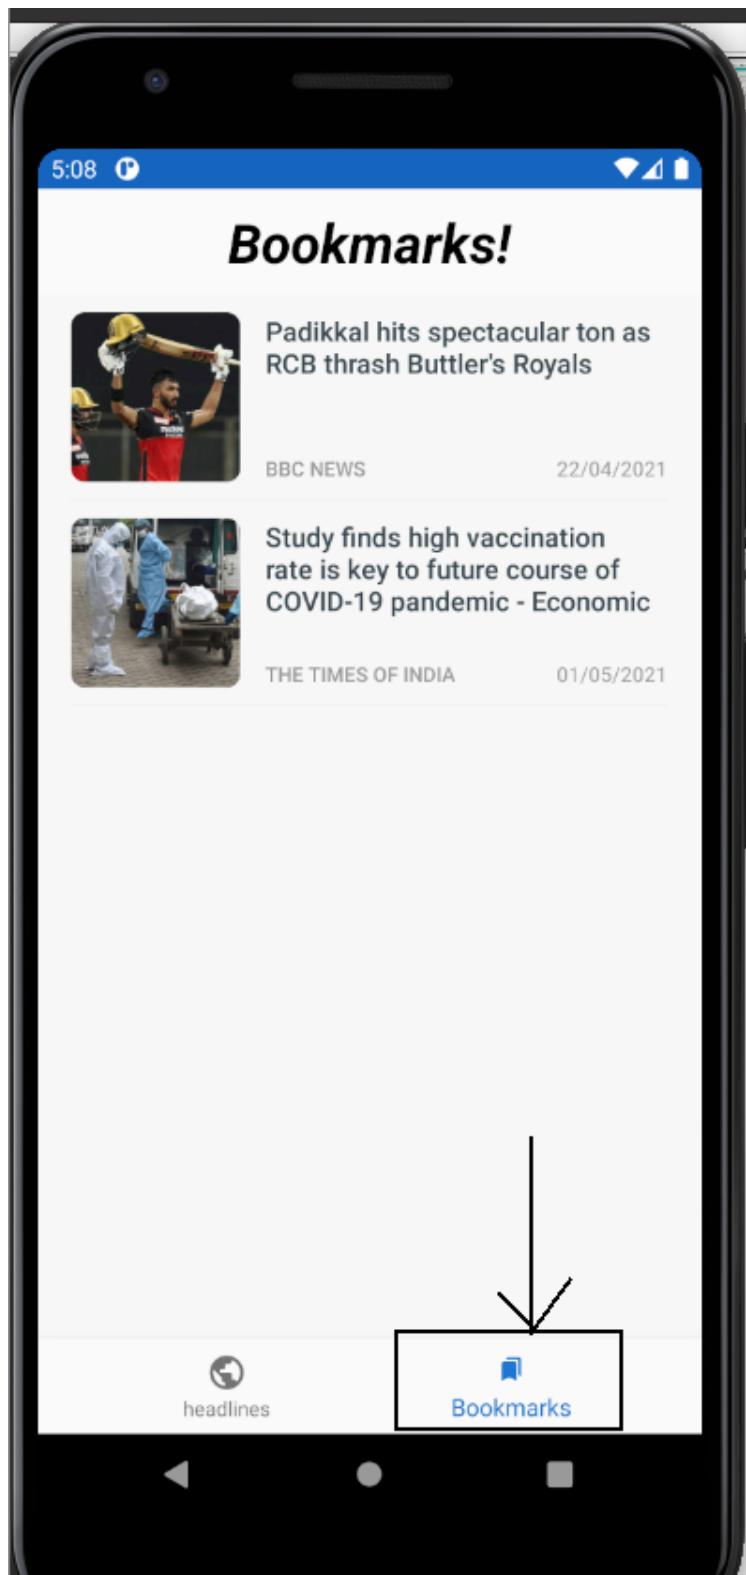 5:08
Bookmarks!
Padikkal hits spectacular ton as
RCB thrash Buttler's Royals
BBC NEWS 22/04/2021
Study finds high vaccination
rate is key to future course of
COVID-19 pandemic - Economic
THE TIMES OF INDIA 01/05/2021
headlines
Bookmarks